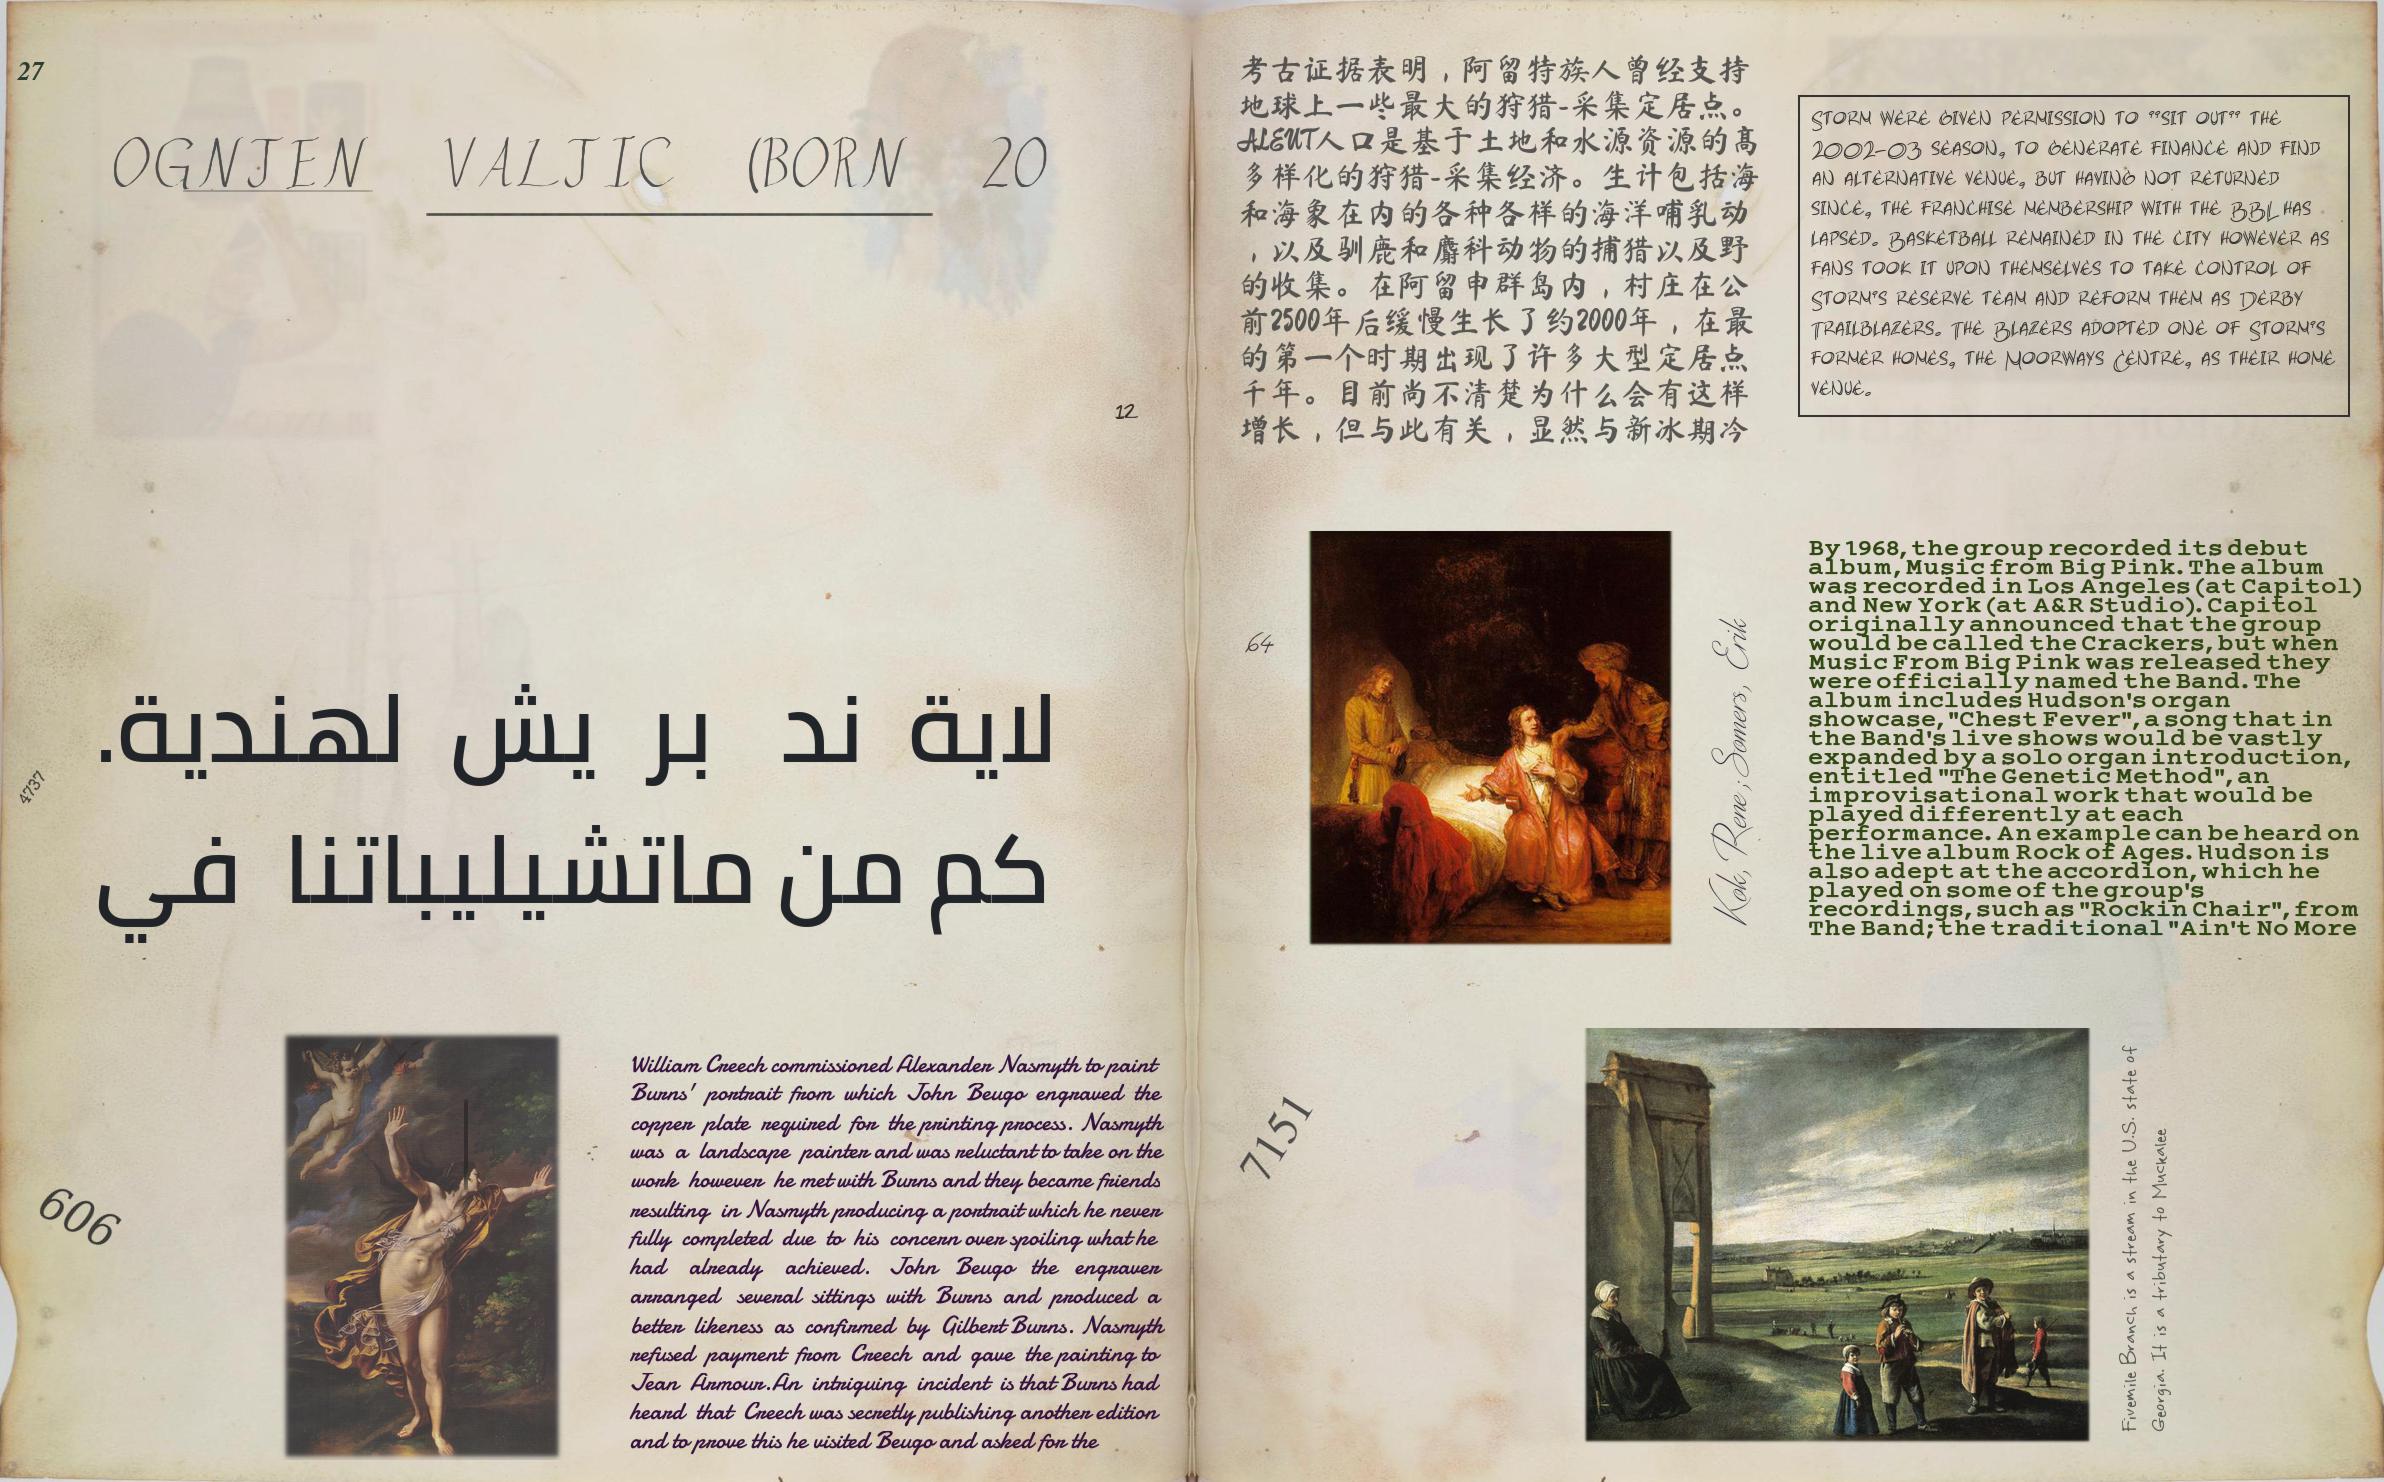 27
OGNJEN VALJIC (BORN 20
12
لاية ند بر يش لهندية.
كم من ماتشيليباتنا في
4737
606
William Creech commissioned Alexander Nasmyth to paint
Burns' portrait from which John Beugo engraved the
copper plate required for the printing process. Nasmyth
was a landscape painter and was reluctant to take on the
work however he met with Burns and they became friends
resulting in Nasmyth producing a portrait which he never
fully completed due to his concern over spoiling what he
had already achieved. John Beugo the engraver
arranged several sittings with Burns and produced a
better likeness as confirmed by Gilbert Burns. Nasmyth
refused payment from Creech and gave the painting to
Jean Armour.An intriguing incident is that Burns had
heard that Creech was secretly publishing another edition
and to prove this he visited Beugo and asked for the
考古证据表明，阿留特族人曾经支持
地球上一些最大的狩猎-采集定居点。
ALEUT人口是基于土地和水源资源的高
多样化的狩猎-采集经济。生计包括海
和海象在内的各种各样的海洋哺乳动
，以及驯鹿和麝科动物的捕猎以及野
的收集。在阿留申群岛内，村庄在公
前2500年后缓慢生长了约2000年，在最
的第一个时期出现了许多大型定居点
千年。目前尚不清楚为什么会有这样
增长，但与此有关，显然与新冰期冷
STORM WERE GIVEN PERMISSION TO ""SIT OUT"" THE
2002-03 SEASON, TO GENERATE FINANCE AND FIND
AN ALTERNATIVE VENUE, BUT HAVING NOT RETURNED
SINCE, THE FRANCHISE MEMBERSHIP WITH THE BBL HAS
LAPSED. BASKETBALL REMAINED IN THE CITY HOWEVER AS
FANS TOOK IT UPON THEMSELVES TO TAKE CONTROL OF
STORM'S RESERVE TEAM AND REFORM THEM AS DERBY
TRAILBLAZERS. THE BLAZERS ADOPTED ONE OF STORM'S
FORMER HOMES, THE MOORWAYS CENTRE, AS THEIR HOME
VENUE.
64
Kok, Rene ; Somers, Erik
By 1968, the group recorded its debut
album, Music from Big Pink. The album
was recorded in Los Angeles (at Capitol)
and New York (at A&R Studio). Capitol
originally announced that the group
would be called the Crackers, but when
Music From Big Pink was released they
were officially named the Band. The
album includes Hudson's organ
showcase, "Chest Fever", a song that in
the Band's live shows would be vastly
expanded by a solo organ introduction,
entitled "The Genetic Method", an
improvisational work that would be
played differently at each
performance. An example can be heard on
the live album Rock of Ages. Hudson is
also adept at the accordion, which he
played on some of the group's
recordings, such as "Rockin Chair", from
The Band; the traditional "Ain't No More
7151
Fivemile Branch is a stream in the U.S. state of
Georgia. It is a tributary to Muckalee